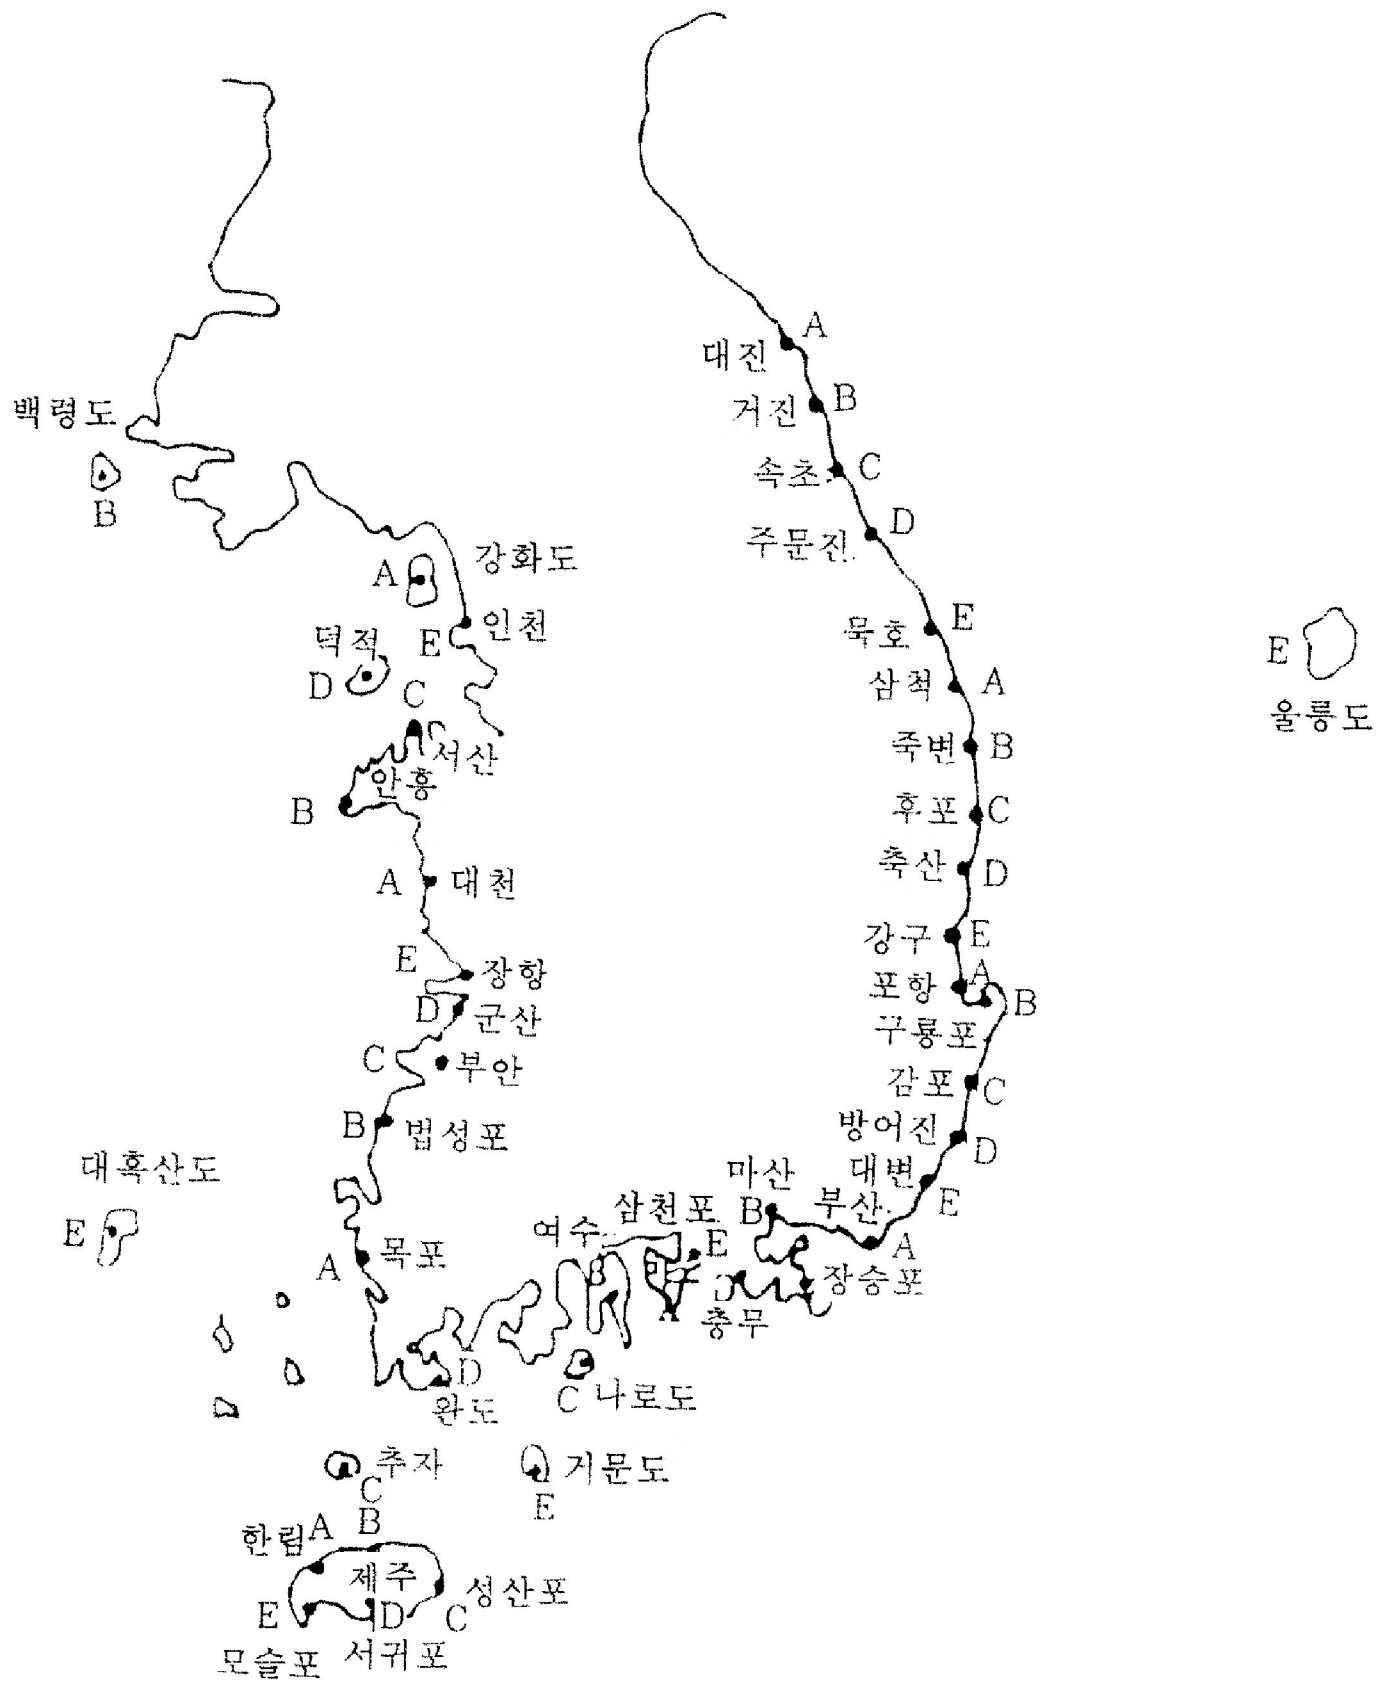 A
대진
B
거진
백령도
B
C
속초
D
주문진
강화도
A
E
인천
E
묵호
덕적
D
A
삼척
C
E
울릉도
B
죽변
서산
안흥
B
C
후포
D
축산
A
대천
E
강구
E
장항
A
포항
B
D
군산
구룡포
C
부안
C
감포
B
법성포
D
방어진
대흑산도
E
마산
B
대변
E
부산
A
삼천포
E
여수
B
A
목포
장승포
충무
A
D
완도
C
나로도
추자
C
거문도
E
한림
A
B
제주
성산포
C
E
D
모슬포
서귀포